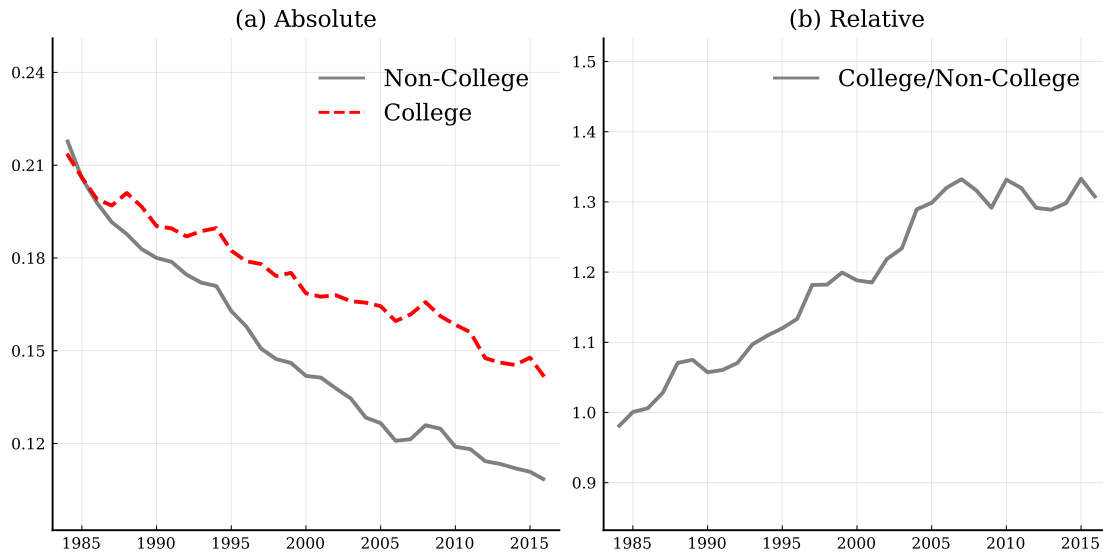 (a) Absolute
Non-College
College
0.24
0.21
0.18
0.15
0.12
1985 1990 1995 2000 2005 2010 2015
(b) Relative
College/Non-College
1.5
1.4
1.3
1.2
1.1
1.0
0.9
1985 1990 1995 2000 2005 2010 2015